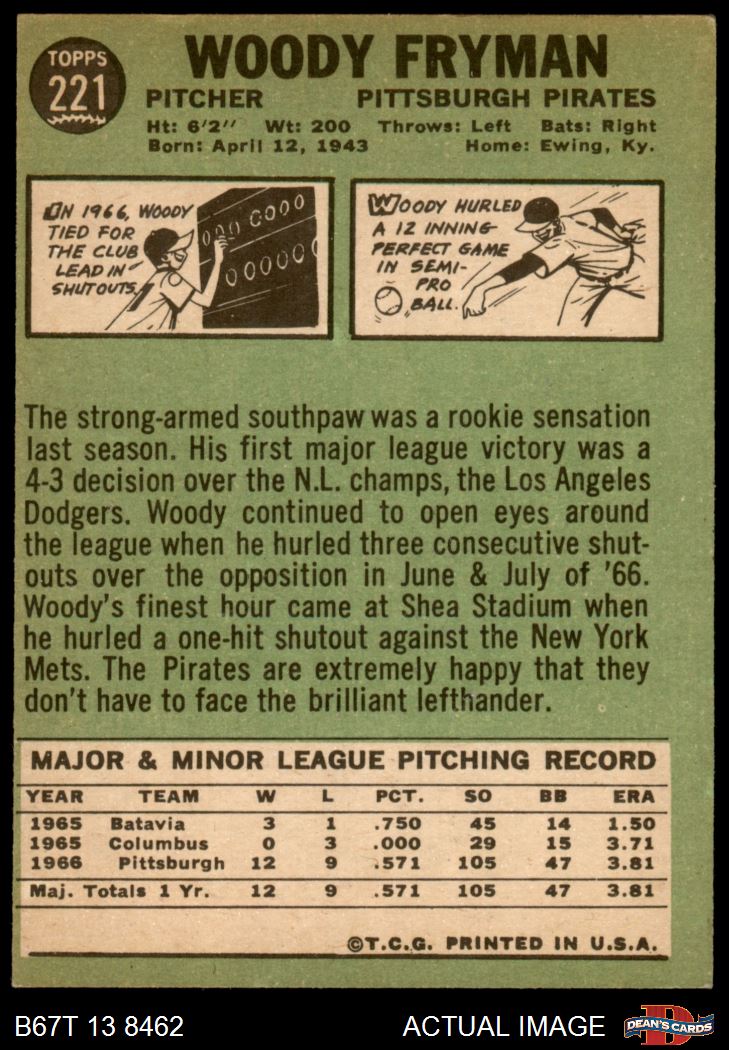 TOPPS
221
WOODY FRYMAN
PITCHER PITTSBURGH PIRATES
Ht: 6'2" Wt: 200 Throws: Left Bats: Right
Born: April 12, 1943 Home: Ewing, Ky.
IN 1966, WOODY
TIED FOR
THE CLUB
LEAD IN
SHUTOUTS.
000 0000
000000
WOODY HURLED
A 12 INNING
PERFECT GAME
IN SEMI-
PRO
BALL.
The strong-armed southpaw was a rookie sensation
last season. His first major league victory was a
4-3 decision over the N.L. champs, the Los Angeles
Dodgers. Woody continued to open eyes around
the league when he hurled three consecutive shut-
outs over the opposition in June & July of '66.
Woody's finest hour came at Shea Stadium when
he hurled a one-hit shutout against the New York
Mets. The Pirates are extremely happy that they
don't have to face the brilliant lefthander.
MAJOR & MINOR LEAGUE PITCHING RECORD
YEAR TEAM W L PCT. SO BB ERA
1965 Batavia 3 1 .750 45 14 1.50
1965 Columbus 0 3 .000 29 15 3.71
1966 Pittsburgh 12 9 .571 105 47 3.81
Maj. Totals 1 Yr. 12 9 .571 105 47 3.81
©T.C.G. PRINTED IN U.S.A.
B67T 13 8462 ACTUAL IMAGE
D
DEAN'S CARDS